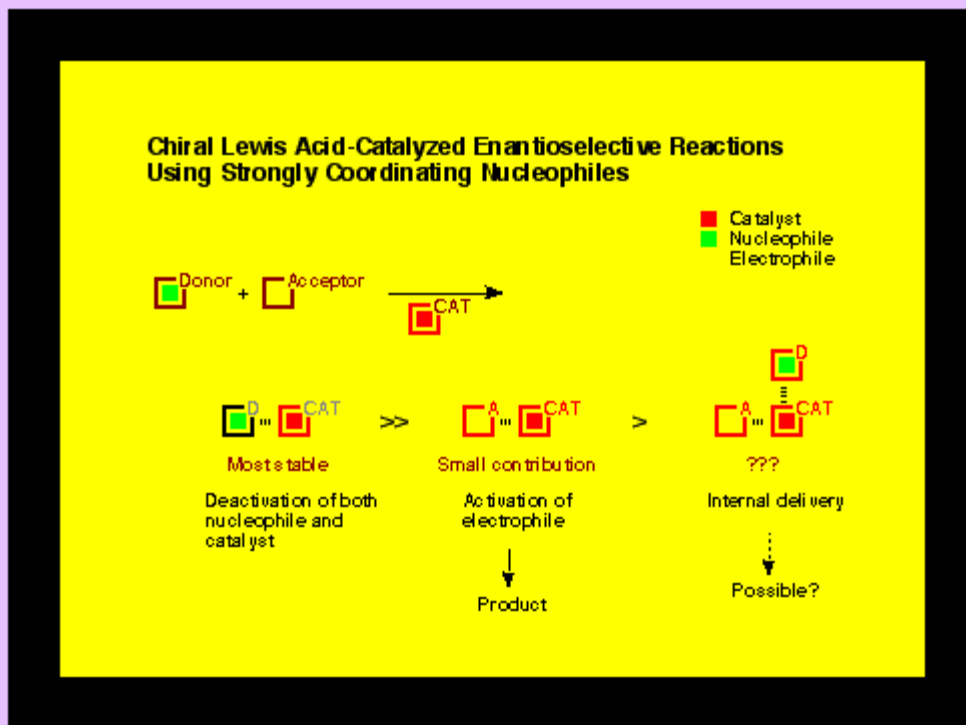 Chiral Lewis Acid-Catalyzed Enantioselective Reactions
Using Strongly Coordinating Nucleophiles
Catalyst
Nucleophile
Electrophile
Donor + Acceptor
CAT
D
D CAT >> A CAT > A CAT
Most stable Small contribution ???
Deactivation of both
nucleophile and
catalyst
Activation of
electrophile
Internal delivery
Product
Possible?